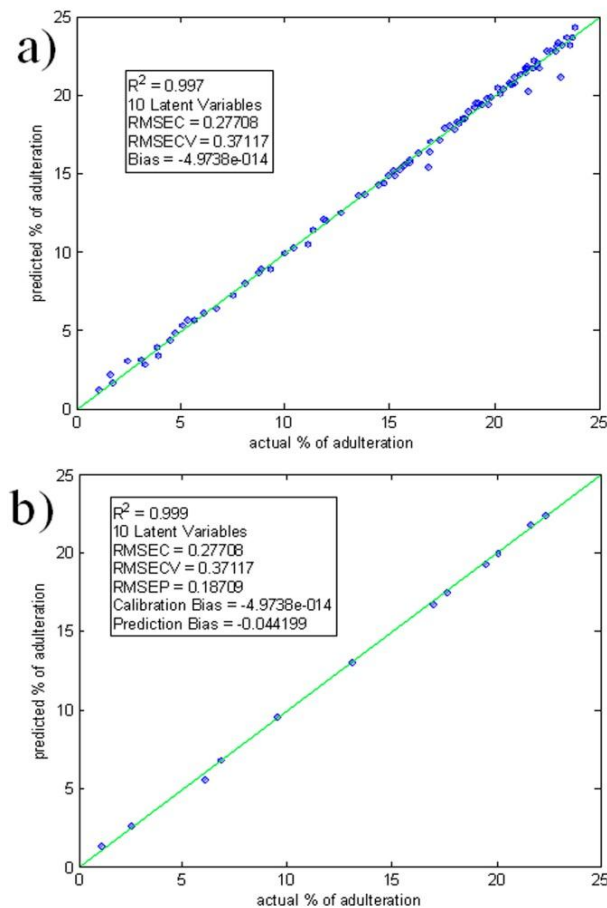 a)
25
20
15
10
5
0
R² = 0.997
10 Latent Variables
RMSEC = 0.27708
RMSECV = 0.37117
Bias = -4.9738e-014
predicted % of adulteration
0 5 10 15 20 25
actual % of adulteration
b)
25
20
15
10
5
0
R² = 0.999
10 Latent Variables
RMSEC = 0.27708
RMSECV = 0.37117
RMSEP = 0.18709
Calibration Bias = -4.9738e-014
Prediction Bias = -0.044199
predicted % of adulteration
0 5 10 15 20 25
actual % of adulteration